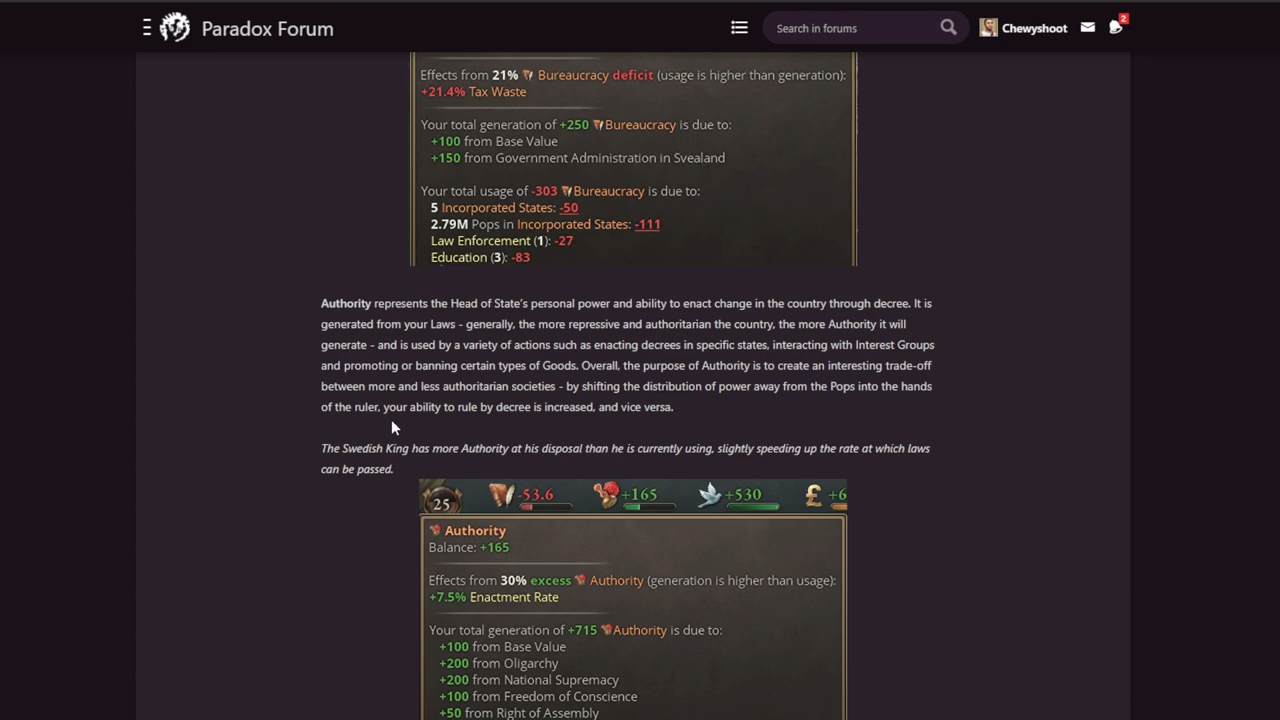 Paradox Forum
Search in forums
Chewyshoot
2
Effects from 21% Bureaucracy deficit (usage is higher than generation):
+21.4% Tax Waste
Your total generation of +250 Bureaucracy is due to:
+100 from Base Value
+150 from Government Administration in Svealand
Your total usage of -303 Bureaucracy is due to:
5 Incorporated States: -50
2.79M Pops in Incorporated States: -111
Law Enforcement (1): -27
Education (3): -83
Authority represents the Head of State's personal power and ability to enact change in the country through decree. It is
generated from your Laws - generally, the more repressive and authoritarian the country, the more Authority it will
generate - and is used by a variety of actions such as enacting decrees in specific states, interacting with Interest Groups
and promoting or banning certain types of Goods. Overall, the purpose of Authority is to create an interesting trade-off
between more and less authoritarian societies - by shifting the distribution of power away from the Pops into the hands
of the ruler, your ability to rule by decree is increased, and vice versa.
The Swedish King has more Authority at his disposal than he is currently using, slightly speeding up the rate at which laws
can be passed.
25 -53.6 +165 +530 £ +6
Authority
Balance: +165
Effects from 30% excess Authority (generation is higher than usage):
+7.5% Enactment Rate
Your total generation of +715 Authority is due to:
+100 from Base Value
+200 from Oligarchy
+200 from National Supremacy
+100 from Freedom of Conscience
+50 from Right of Assembly